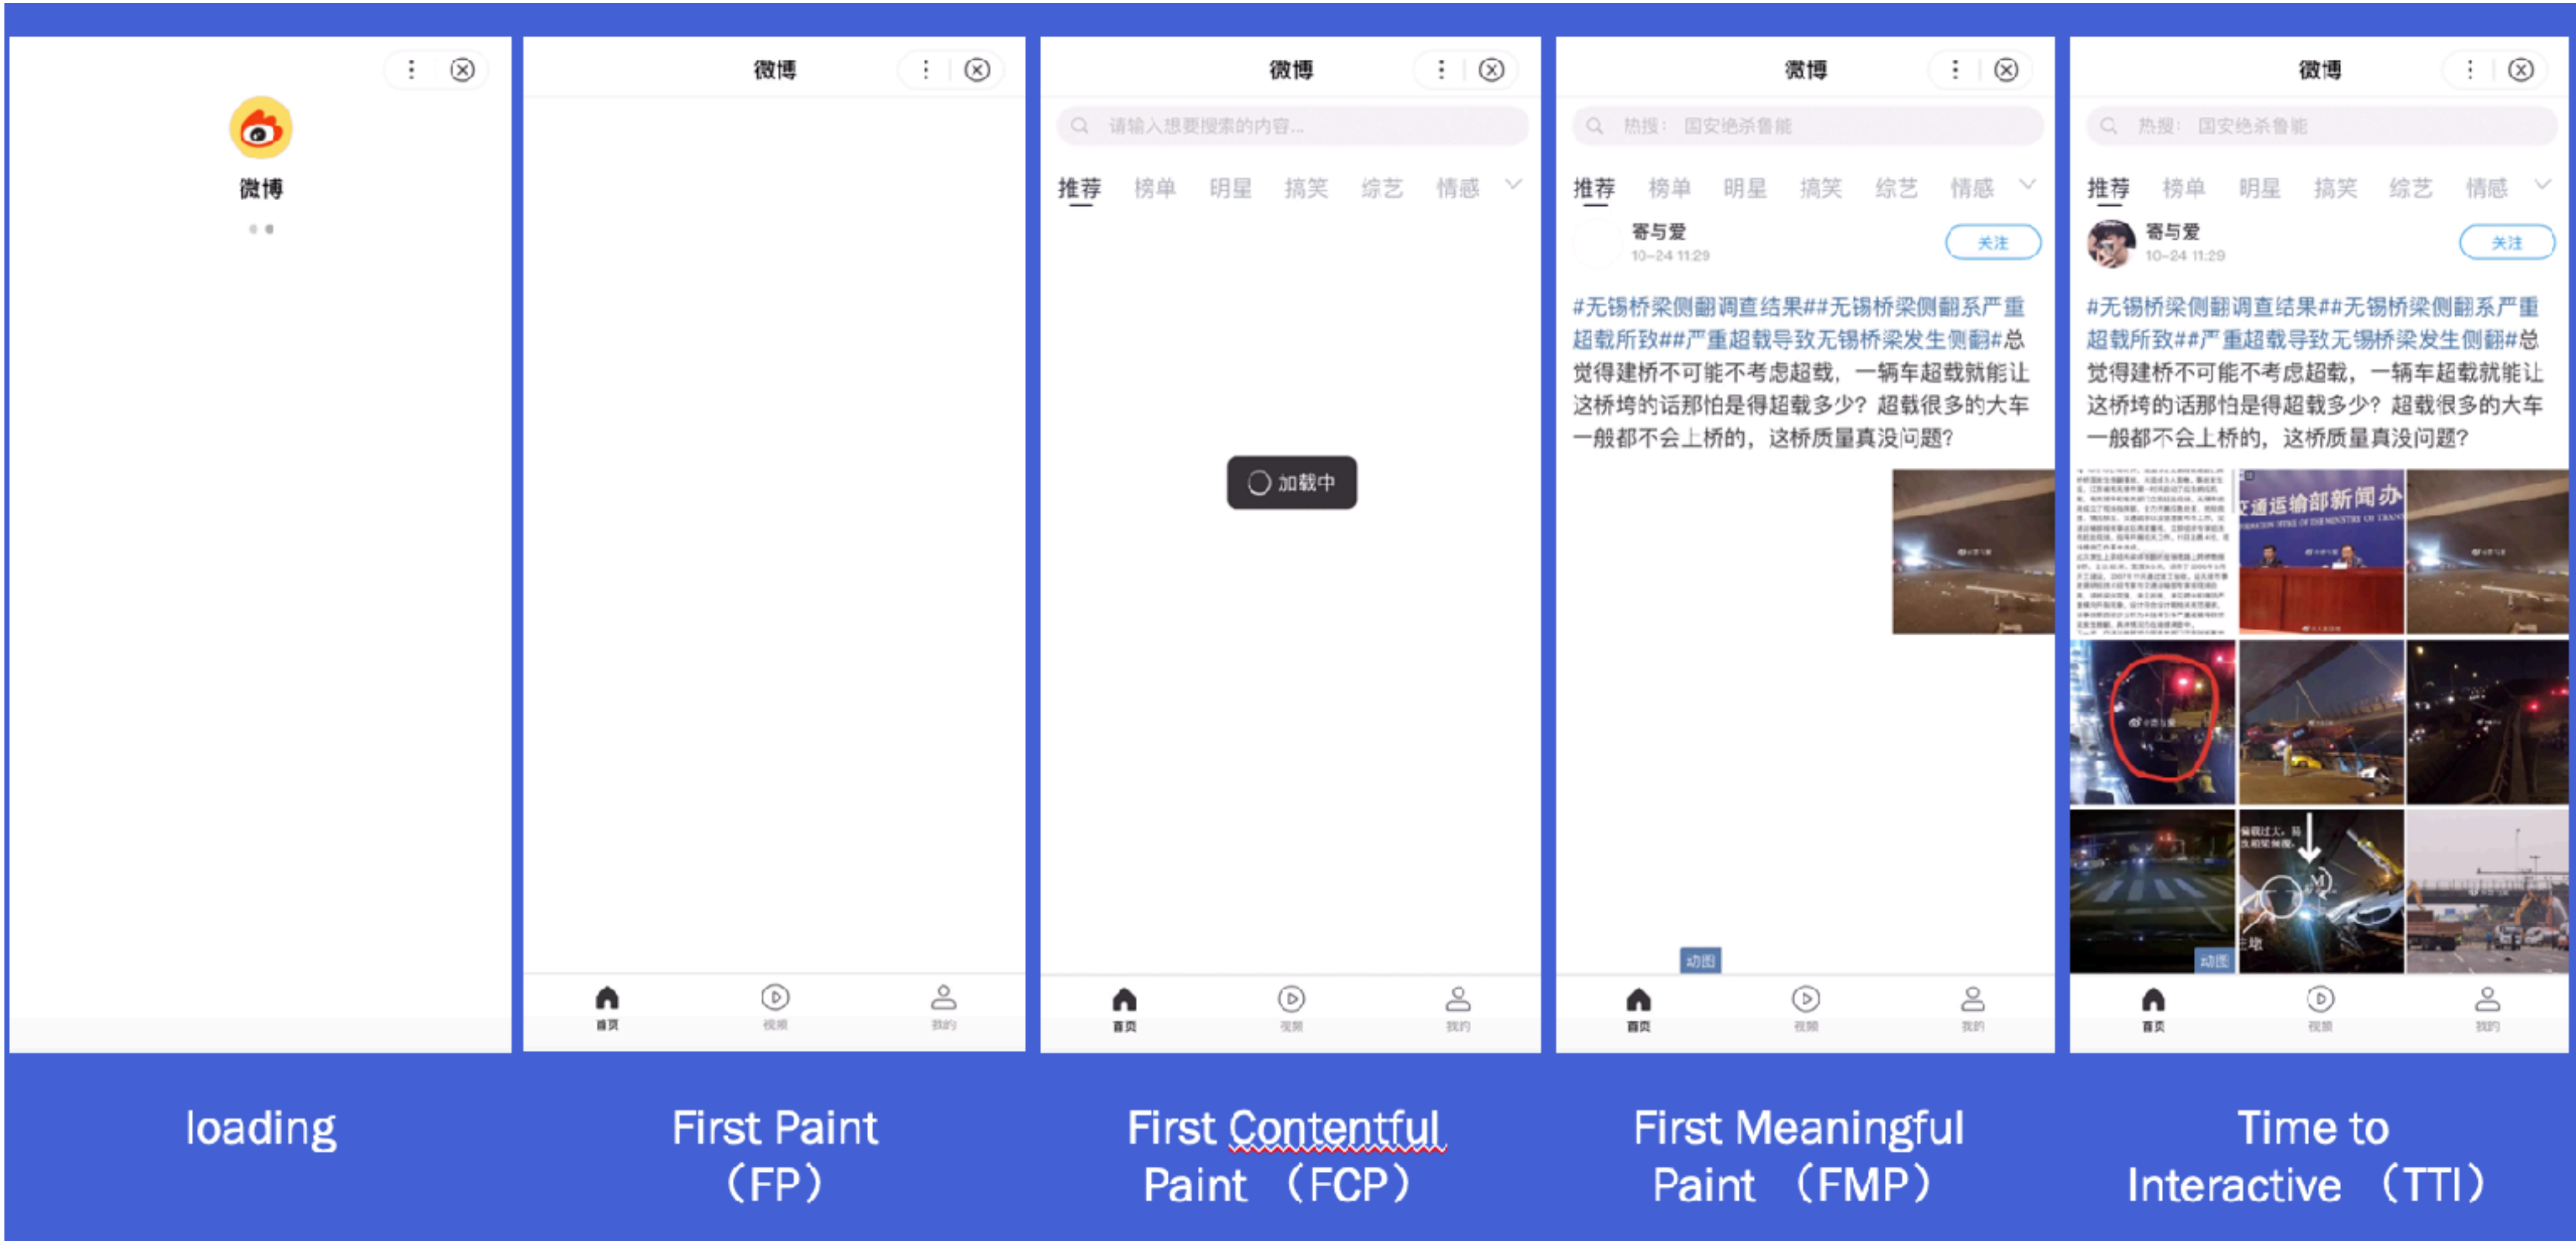 微博
loading
微博
首页
视频
我的
First Paint
（FP）
微博
请输入想要搜索的内容...
推荐 榜单 明星 搞笑 综艺 情感
加载中
首页
视频
我的
First Contentful
Paint （FCP）
微博
热搜： 国安绝杀鲁能
推荐 榜单 明星 搞笑 综艺 情感
寄与爱
关注
10-24 11:29
#无锡桥梁侧翻调查结果##无锡桥梁侧翻系严重
超载所致##严重超载导致无锡桥梁发生侧翻#总
觉得建桥不可能不考虑超载，一辆车超载就能让
这桥垮的话那怕是得超载多少？超载很多的大车
一般都不会上桥的，这桥质量真没问题？
动图
首页
视频
我的
First Meaningful
Paint （FMP）
微博
热搜： 国安绝杀鲁能
推荐 榜单 明星 搞笑 综艺 情感
寄与爱
关注
10-24 11:29
#无锡桥梁侧翻调查结果##无锡桥梁侧翻系严重
超载所致##严重超载导致无锡桥梁发生侧翻#总
觉得建桥不可能不考虑超载，一辆车超载就能让
这桥垮的话那怕是得超载多少？超载很多的大车
一般都不会上桥的，这桥质量真没问题？
交通运输部新闻办
偏载过大，易
动图
首页
视频
我的
Time to
Interactive （TTI）